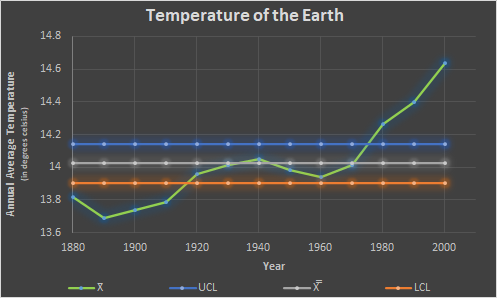 Temperature of the Earth
Annual Average Temperature
(in degrees celsius)
14.8
14.6
14.4
14.2
14
13.8
13.6
1880 1900 1920 1940 1960 1980 2000
Year
X̅ UCL X̿ LCL